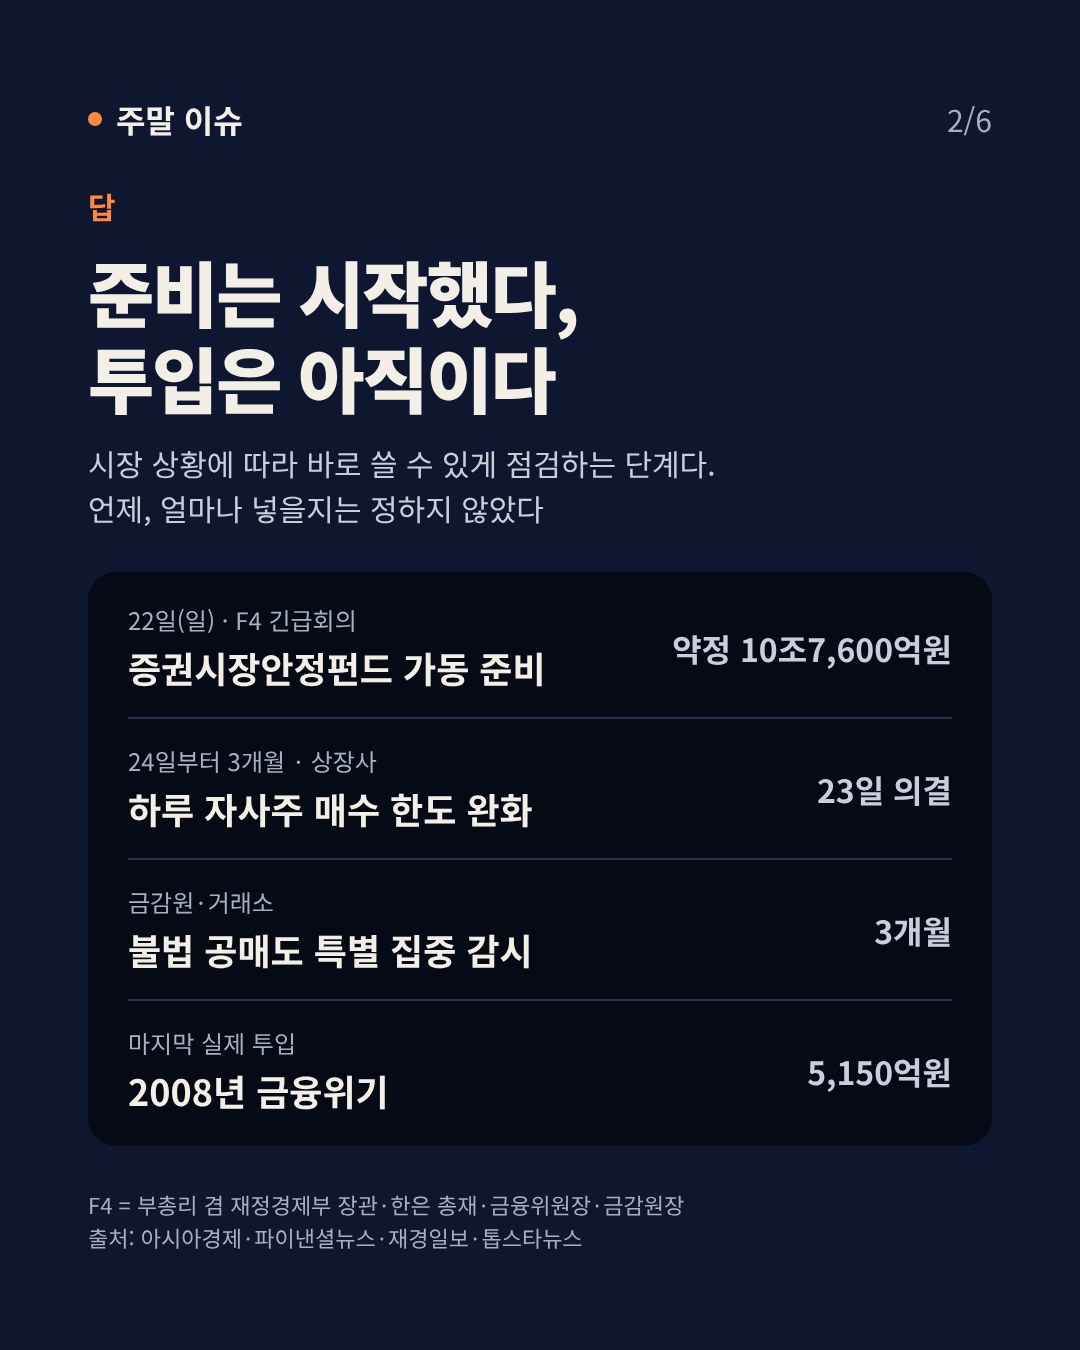 주말 이슈
2/6
답
준비는 시작했다,
투입은 아직이다
시장 상황에 따라 바로 쓸 수 있게 점검하는 단계다.
언제, 얼마나 넣을지는 정하지 않았다
22일(일) · F4 긴급회의
증권시장안정펀드 가동 준비
약정 10조7,600억원
24일부터 3개월 · 상장사
하루 자사주 매수 한도 완화
23일 의결
금감원·거래소
불법 공매도 특별 집중 감시
3개월
마지막 실제 투입
2008년 금융위기
5,150억원
F4 = 부총리 겸 재정경제부 장관·한은 총재·금융위원장·금감원장
출처: 아시아경제·파이낸셜뉴스·재경일보·톱스타뉴스